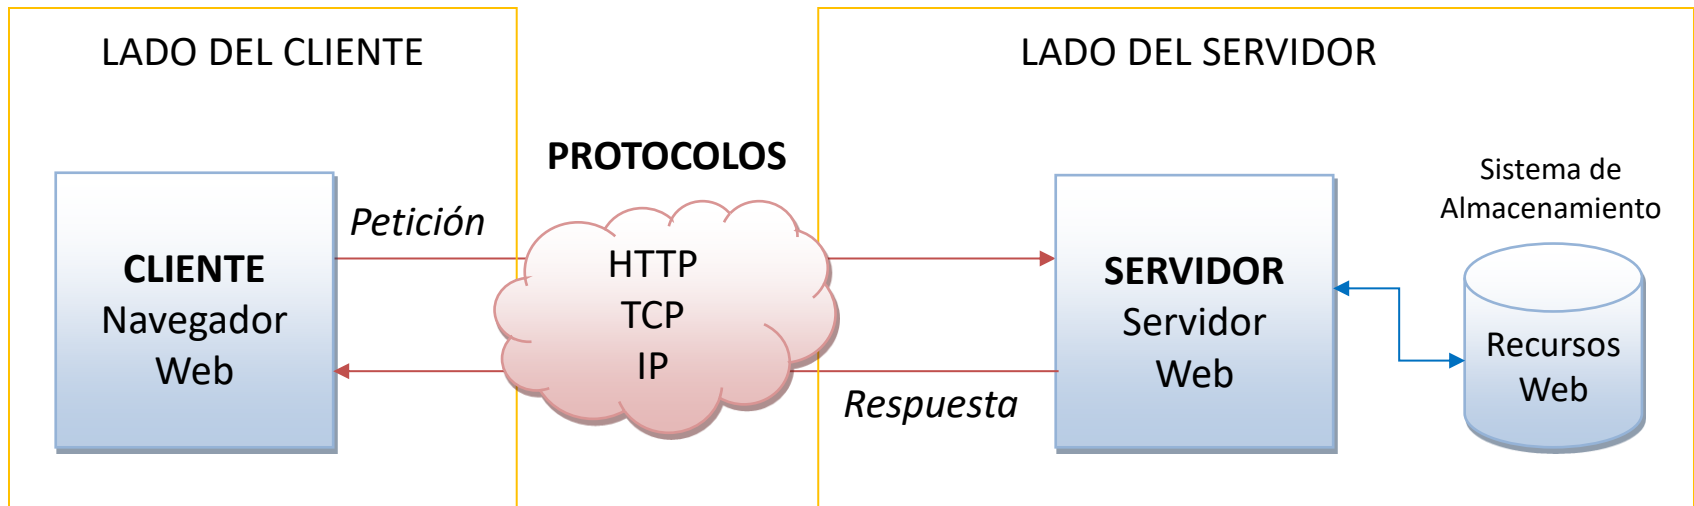 LADO DEL CLIENTE
LADO DEL SERVIDOR
PROTOCOLOS
Petición
CLIENTE
Navegador
Web
HTTP
TCP
IP
Respuesta
SERVIDOR
Servidor
Web
Sistema de
Almacenamiento
Recursos
Web